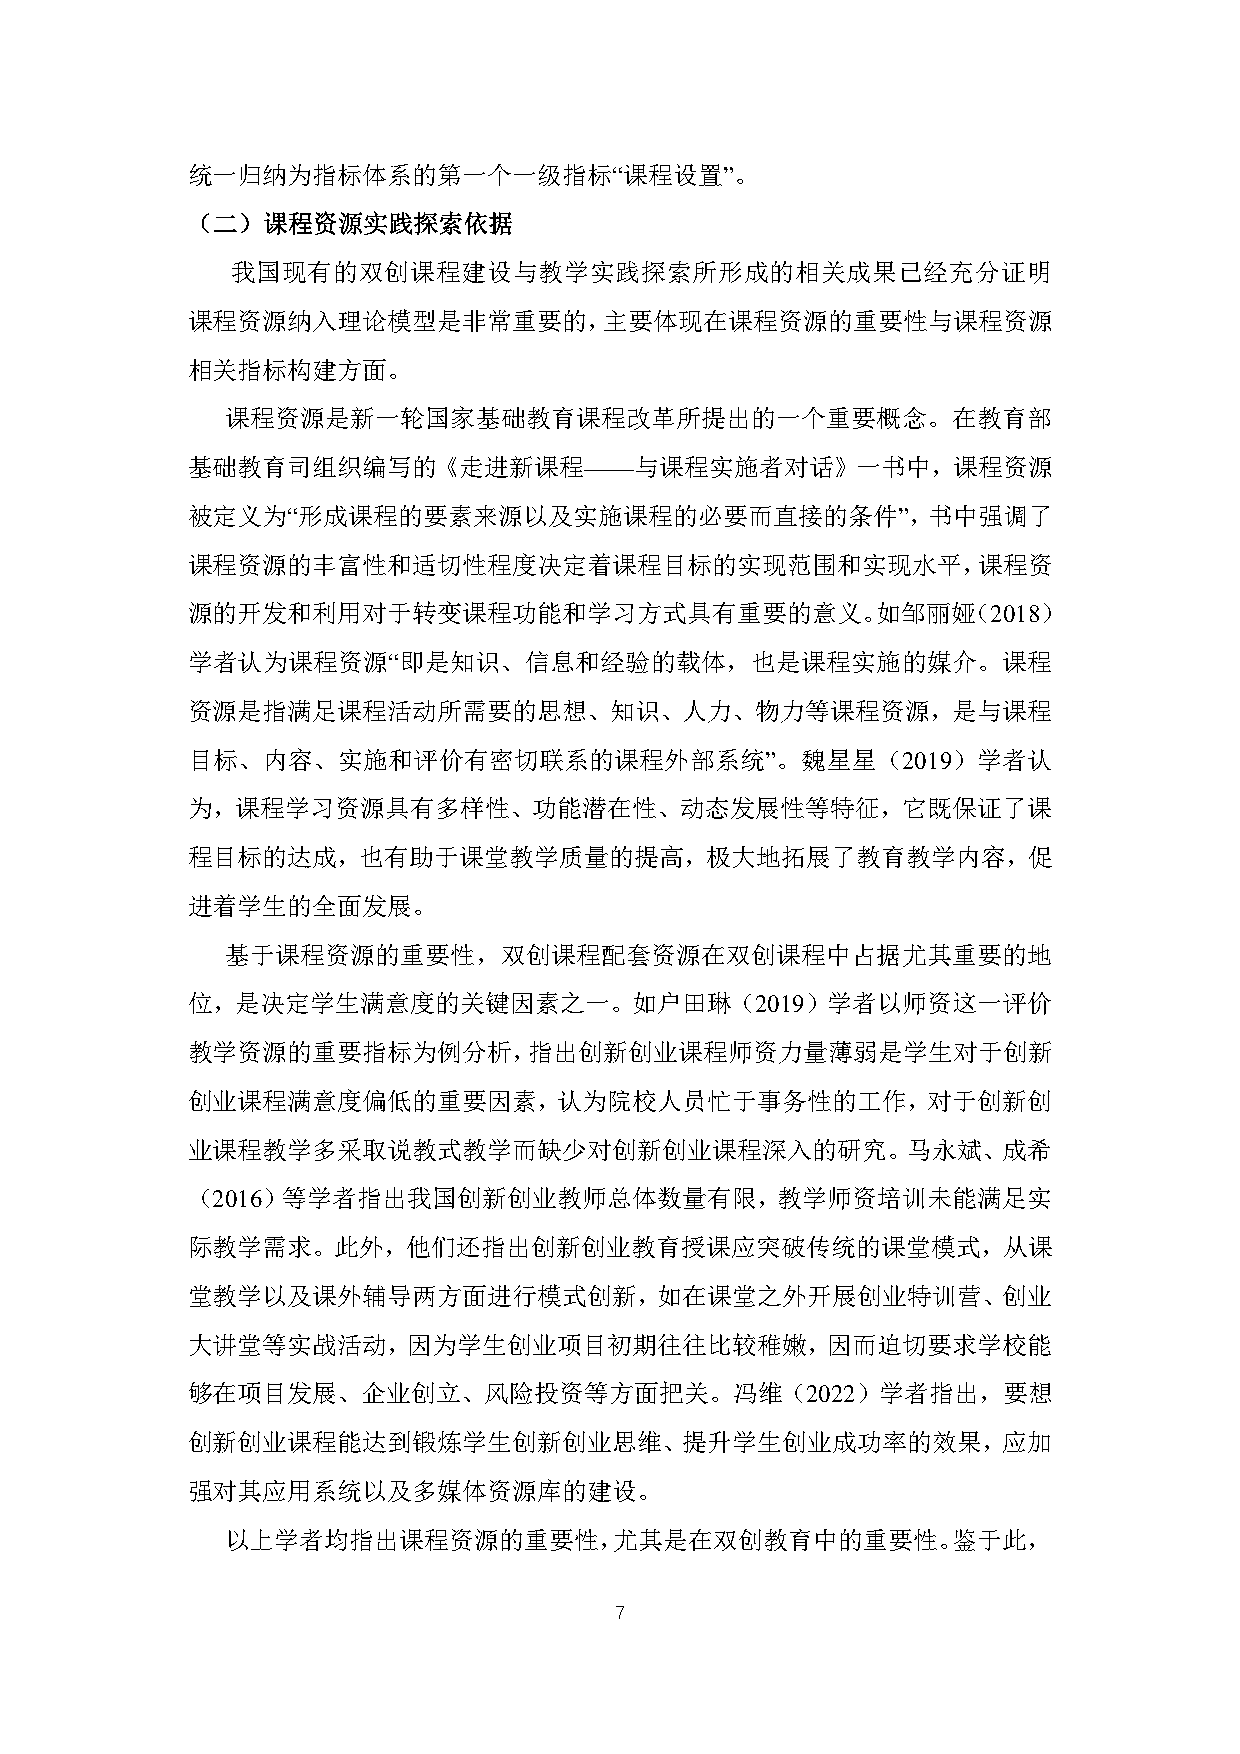 统一归纳为指标体系的第一个一级指标“课程设置”。
（二）课程资源实践探索依据
我国现有的双创课程建设与教学实践探索所形成的相关成果已经充分证明
课程资源纳入理论模型是非常重要的，主要体现在课程资源的重要性与课程资源
相关指标构建方面。
课程资源是新一轮国家基础教育课程改革所提出的一个重要概念。在教育部
基础教育司组织编写的《走进新课程——与课程实施者对话》一书中，课程资源
被定义为“形成课程的要素来源以及实施课程的必要而直接的条件”，书中强调了
课程资源的丰富性和适切性程度决定着课程目标的实现范围和实现水平，课程资
源的开发和利用对于转变课程功能和学习方式具有重要的意义。如邹丽娅（2018）
学者认为课程资源“即是知识、信息和经验的载体，也是课程实施的媒介。课程
资源是指满足课程活动所需要的思想、知识、人力、物力等课程资源，是与课程
目标、内容、实施和评价有密切联系的课程外部系统”。魏星星（2019）学者认
为，课程学习资源具有多样性、功能潜在性、动态发展性等特征，它既保证了课
程目标的达成，也有助于课堂教学质量的提高，极大地拓展了教育教学内容，促
进着学生的全面发展。
基于课程资源的重要性，双创课程配套资源在双创课程中占据尤其重要的地
位，是决定学生满意度的关键因素之一。如户田琳（2019）学者以师资这一评价
教学资源的重要指标为例分析，指出创新创业课程师资力量薄弱是学生对于创新
创业课程满意度偏低的重要因素，认为院校人员忙于事务性的工作，对于创新创
业课程教学多采取说教式教学而缺少对创新创业课程深入的研究。马永斌、成希
（2016）等学者指出我国创新创业教师总体数量有限，教学师资培训未能满足实
际教学需求。此外，他们还指出创新创业教育授课应突破传统的课堂模式，从课
堂教学以及课外辅导两方面进行模式创新，如在课堂之外开展创业特训营、创业
大讲堂等实战活动，因为学生创业项目初期往往比较稚嫩，因而迫切要求学校能
够在项目发展、企业创立、风险投资等方面把关。冯维（2022）学者指出，要想
创新创业课程能达到锻炼学生创新创业思维、提升学生创业成功率的效果，应加
强对其应用系统以及多媒体资源库的建设。
以上学者均指出课程资源的重要性，尤其是在双创教育中的重要性。鉴于此，
7